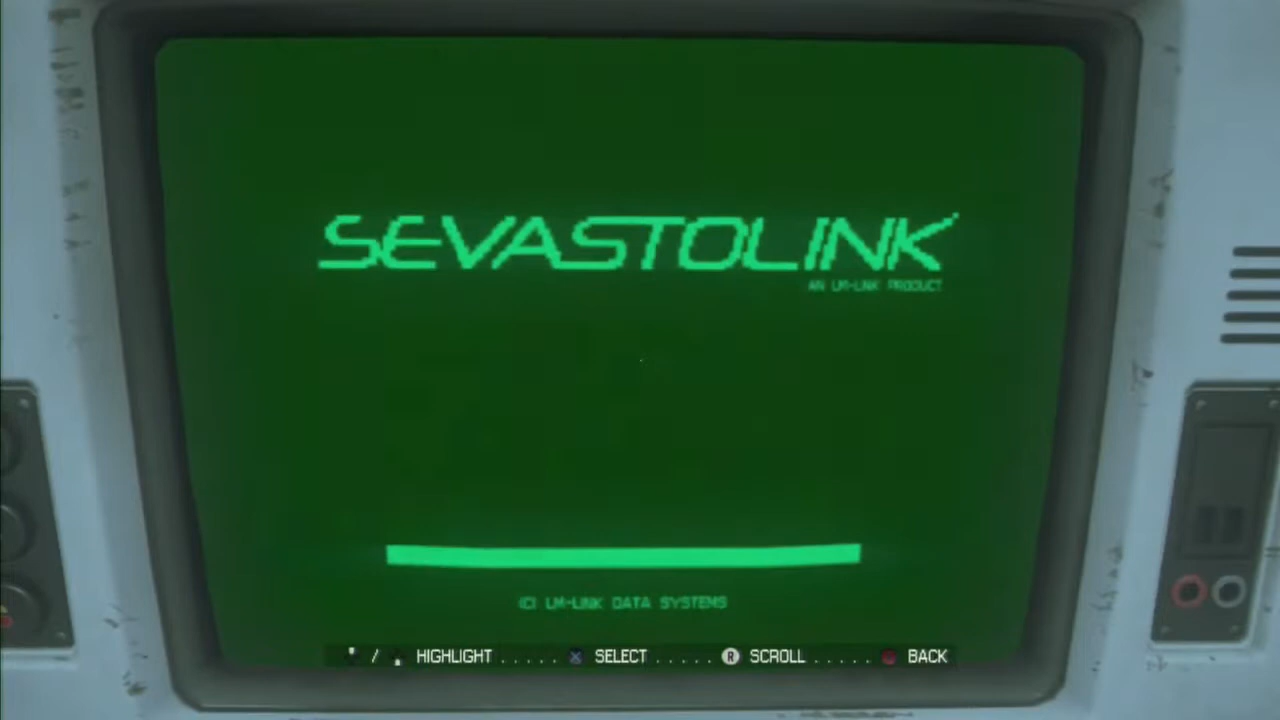 SEVASTOLINK
AN LM-LINK PRODUCT
(C) LM-LINK DATA SYSTEMS
/ HIGHLIGHT ..... SELECT ..... R SCROLL ..... BACK